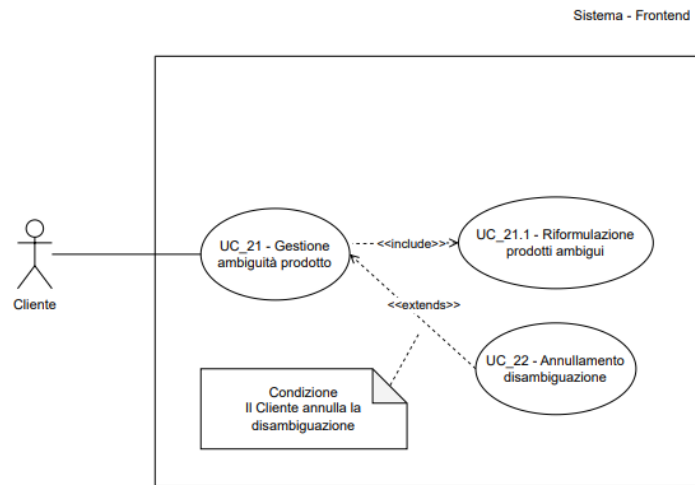 Sistema - Frontend
UC_21 - Gestione
ambiguità prodotto
<<include>>
UC_21.1 - Riformulazione
prodotti ambigui
Cliente
<<extends>>
UC_22 - Annullamento
disambiguazione
Condizione
Il Cliente annulla la
disambiguazione